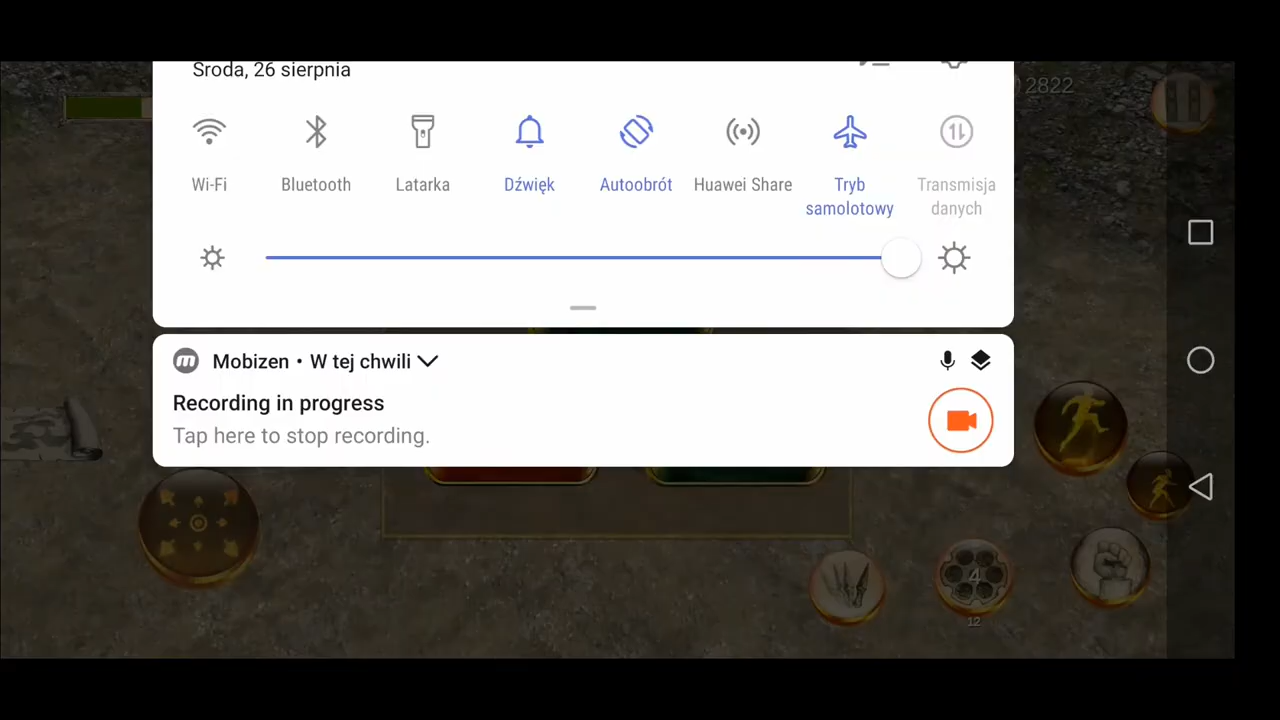 Środa, 26 sierpnia
2822
Wi-Fi
Bluetooth
Latarka
Dźwięk
Autoobrót
Huawei Share
Tryb samolotowy
Transmisja danych
Mobizen • W tej chwili
Recording in progress
Tap here to stop recording.
4
12